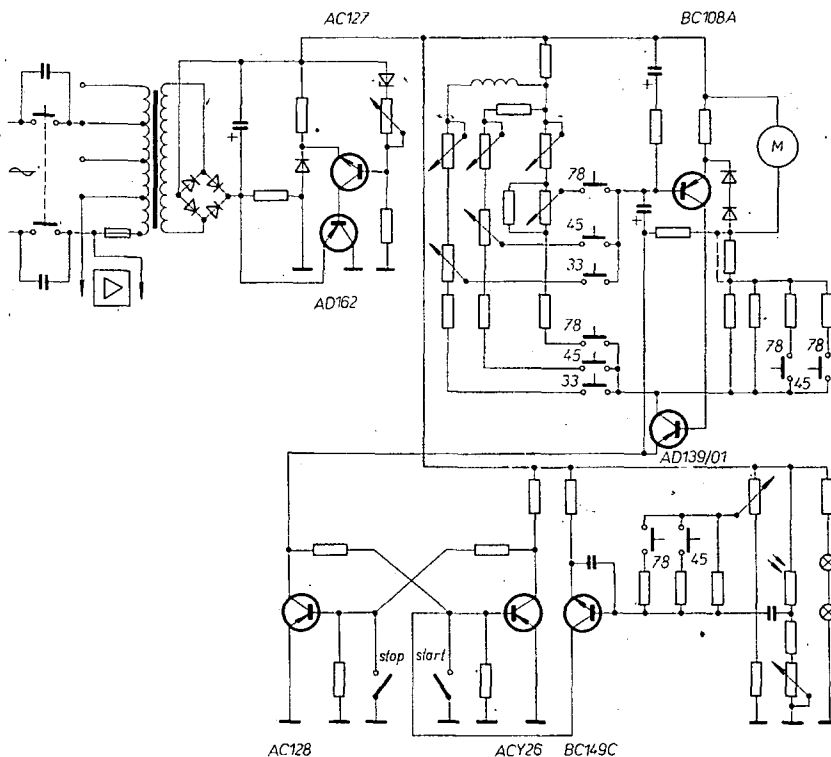 AC127
BC108A
M
78
45
33
AD162
78
45
33
78
45
78
AD139/01
78
45
stop
start
AC128
ACY26
BC149C